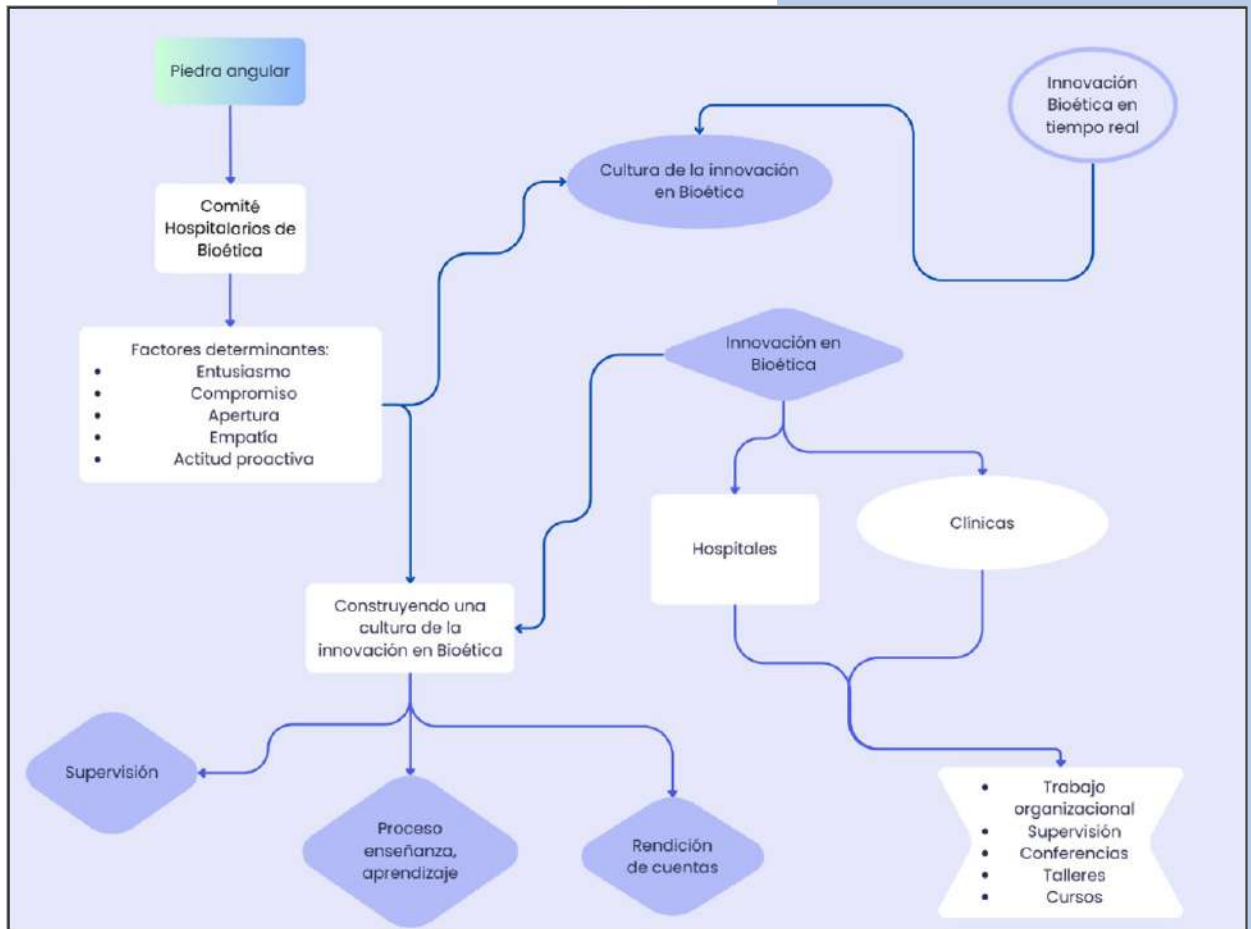 Piedra angular
Innovación
Bioética en
tiempo real
Cultura de la innovación
en Bioética
Comité
Hospitalarios de
Bioética
Factores determinantes:
• Entusiasmo
• Compromiso
• Apertura
• Empatía
• Actitud proactiva
Innovación en
Bioética
Hospitales
Clínicas
Construyendo una
cultura de la
innovación en Bioética
Supervisión
Proceso
enseñanza,
aprendizaje
Rendición
de cuentas
• Trabajo
organizacional
• Supervisión
• Conferencias
• Talleres
• Cursos